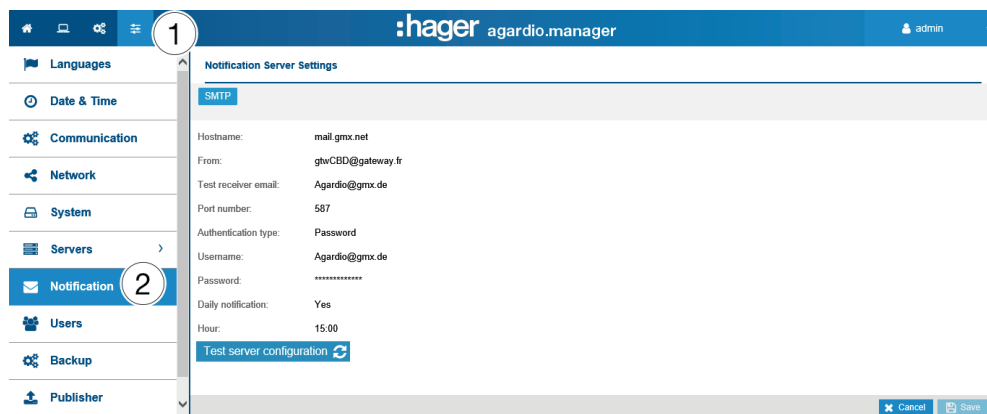 1
:hager agardio.manager
admin
Languages
Date & Time
Communication
Network
System
Servers
Notification 2
Users
Backup
Publisher
Notification Server Settings
SMTP
Hostname: mail.gmx.net
From: gtwCBD@gateway.fr
Test receiver email: Agardio@gmx.de
Port number: 587
Authentication type: Password
Username: Agardio@gmx.de
Password: *************
Daily notification: Yes
Hour: 15:00
Test server configuration
Cancel Save